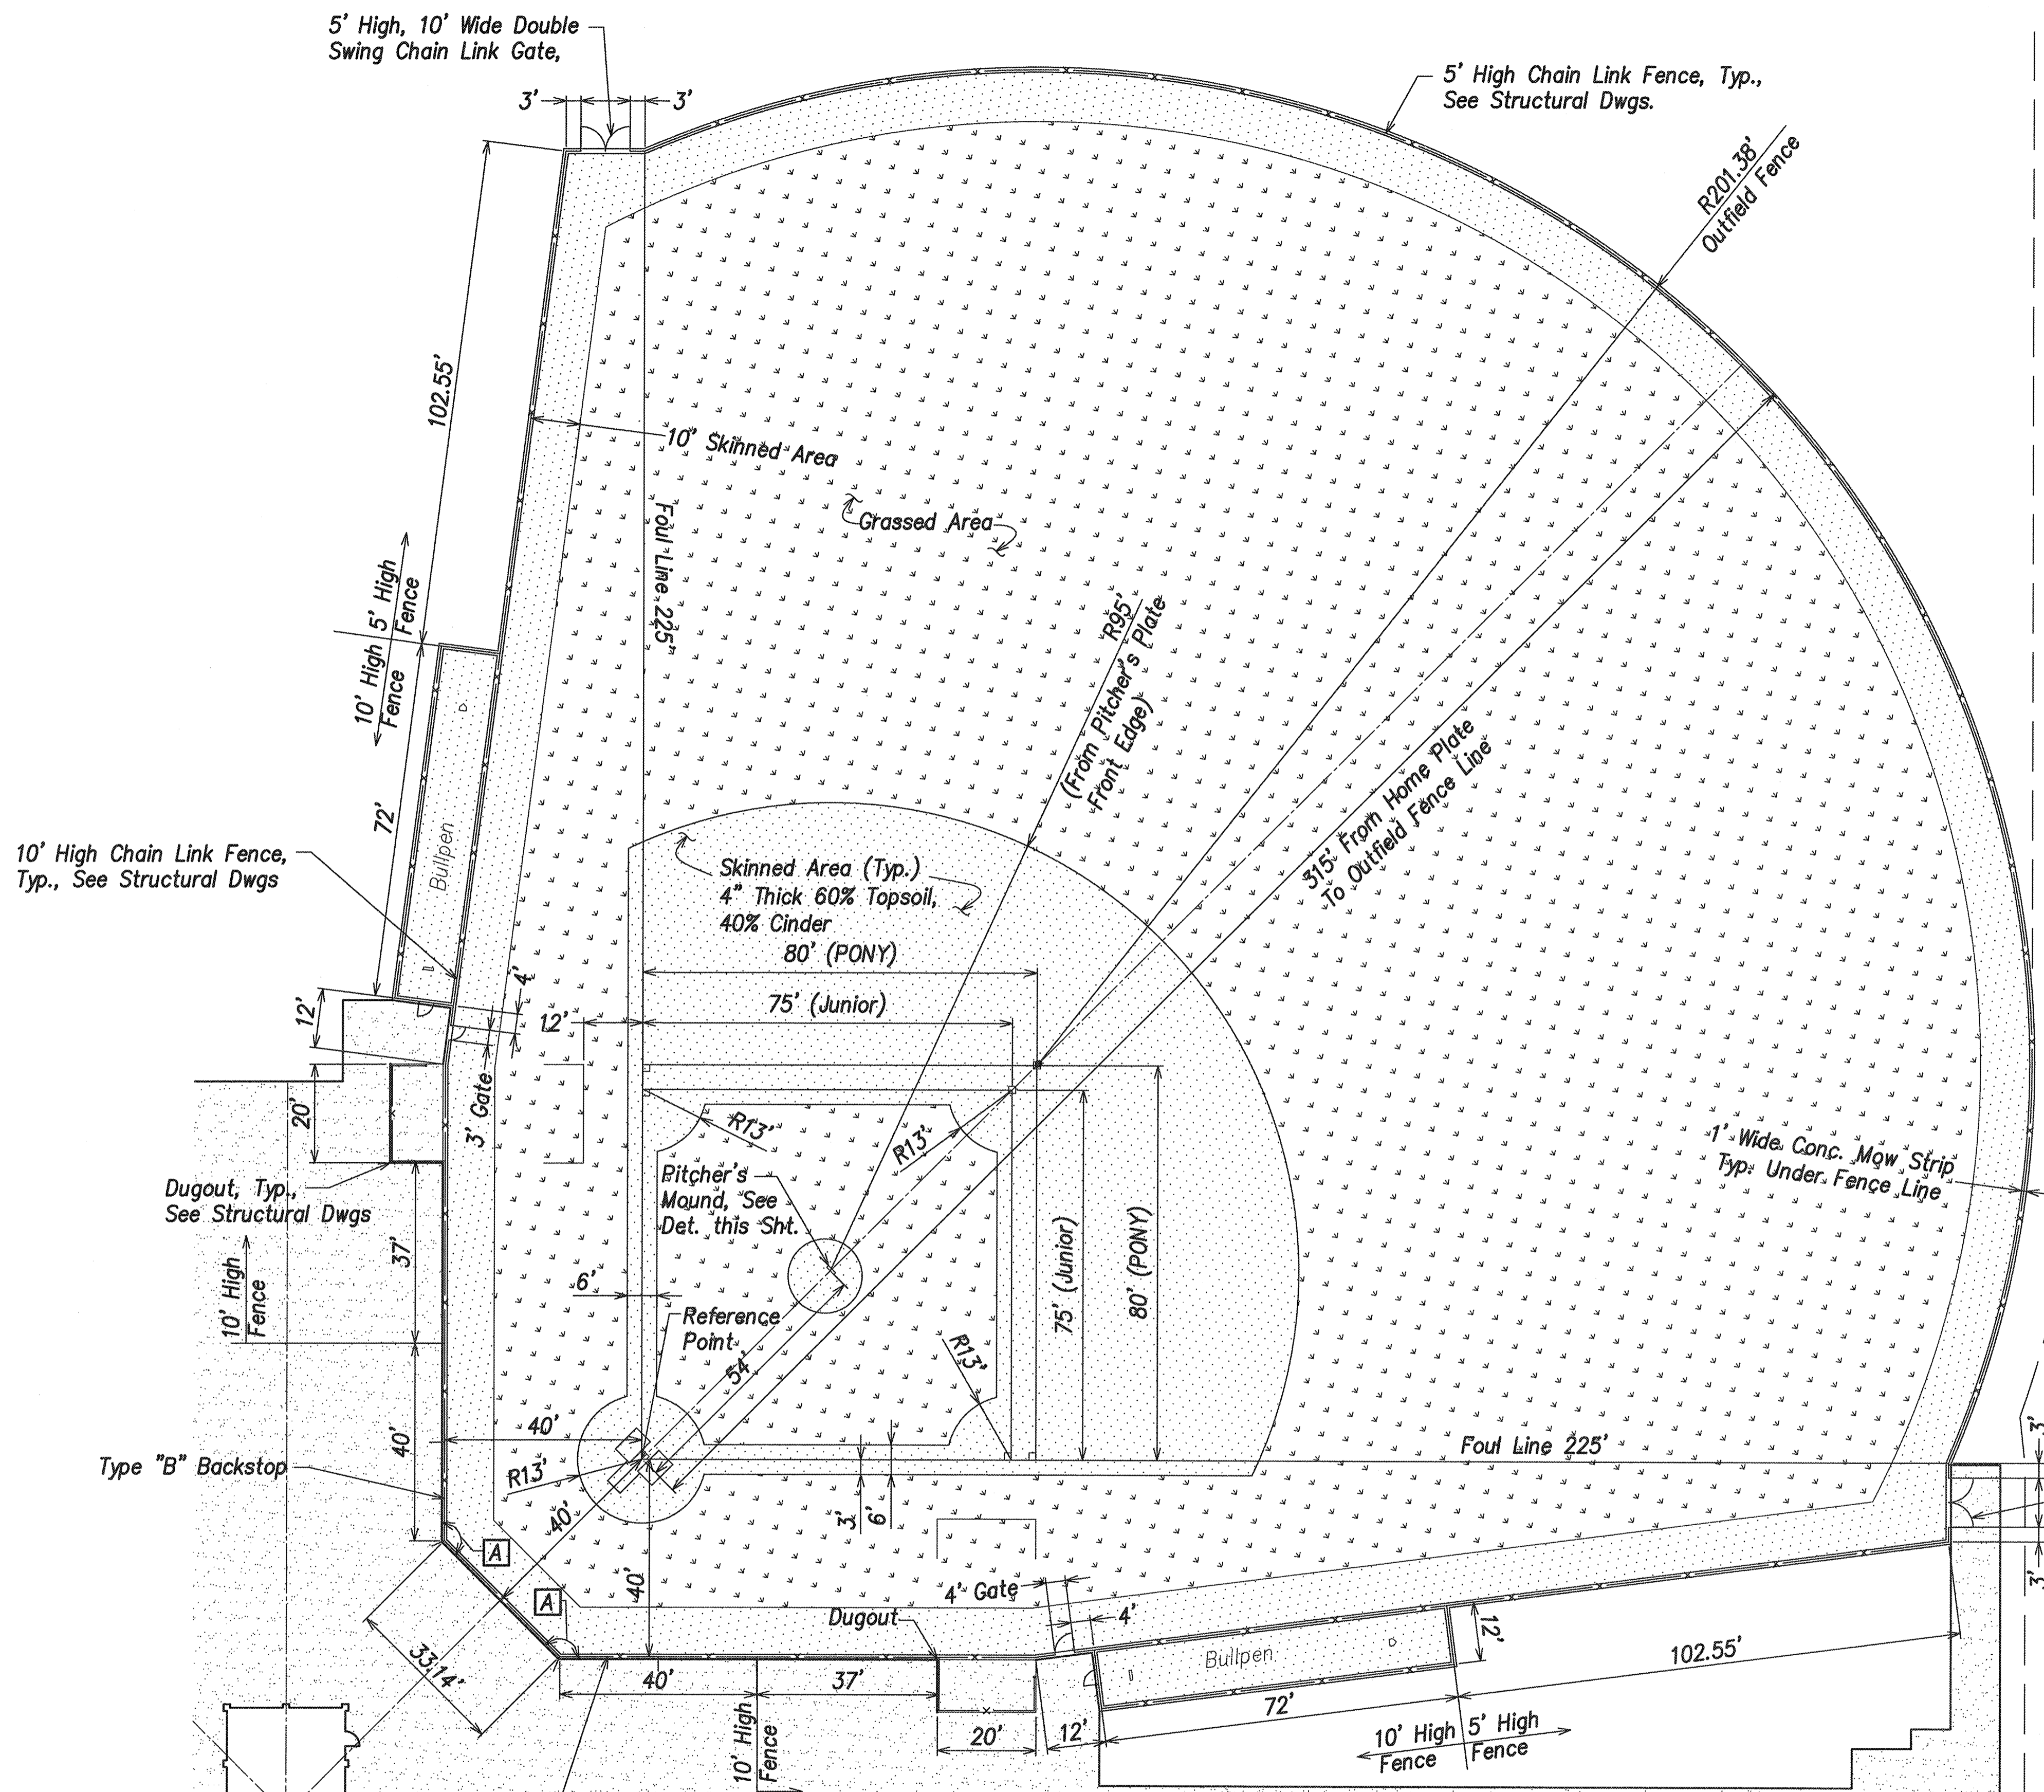 5' High, 10' Wide Double
Swing Chain Link Gate,
3'
3'
5' High Chain Link Fence, Typ.,
See Structural Dwgs.
R201.38'
Outfield Fence
102.55'
10' Skinned Area
Grassed Area
Foul Line 225'
5' High
Fence
10' High
Fence
R95'
(From Pitcher's Plate
Front Edge)
315' From Home Plate
To Outfield Fence Line
72'
Bullpen
10' High Chain Link Fence,
Typ., See Structural Dwgs
Skinned Area (Typ.)
4" Thick 60% Topsoil,
40% Cinder
80' (PONY)
75' (Junior)
4'
12'
12'
20'
3' Gate
R13'
R13'
1' Wide Conc. Mow Strip
Typ. Under Fence Line
Pitcher's
Mound, See
Det. this Sht.
Dugout, Typ.,
See Structural Dwgs
37'
10' High
Fence
6'
Reference
Point
54'
R13'
75' (Junior)
80' (PONY)
40'
40'
Type "B" Backstop
R13'
Foul Line 225'
3'
3'
6'
40'
A
A
40'
4' Gate
4'
3'
Dugout
33.14'
40'
37'
Bullpen
12'
102.55'
72'
20'
12'
10' High
Fence
10' High
Fence
5' High
Fence